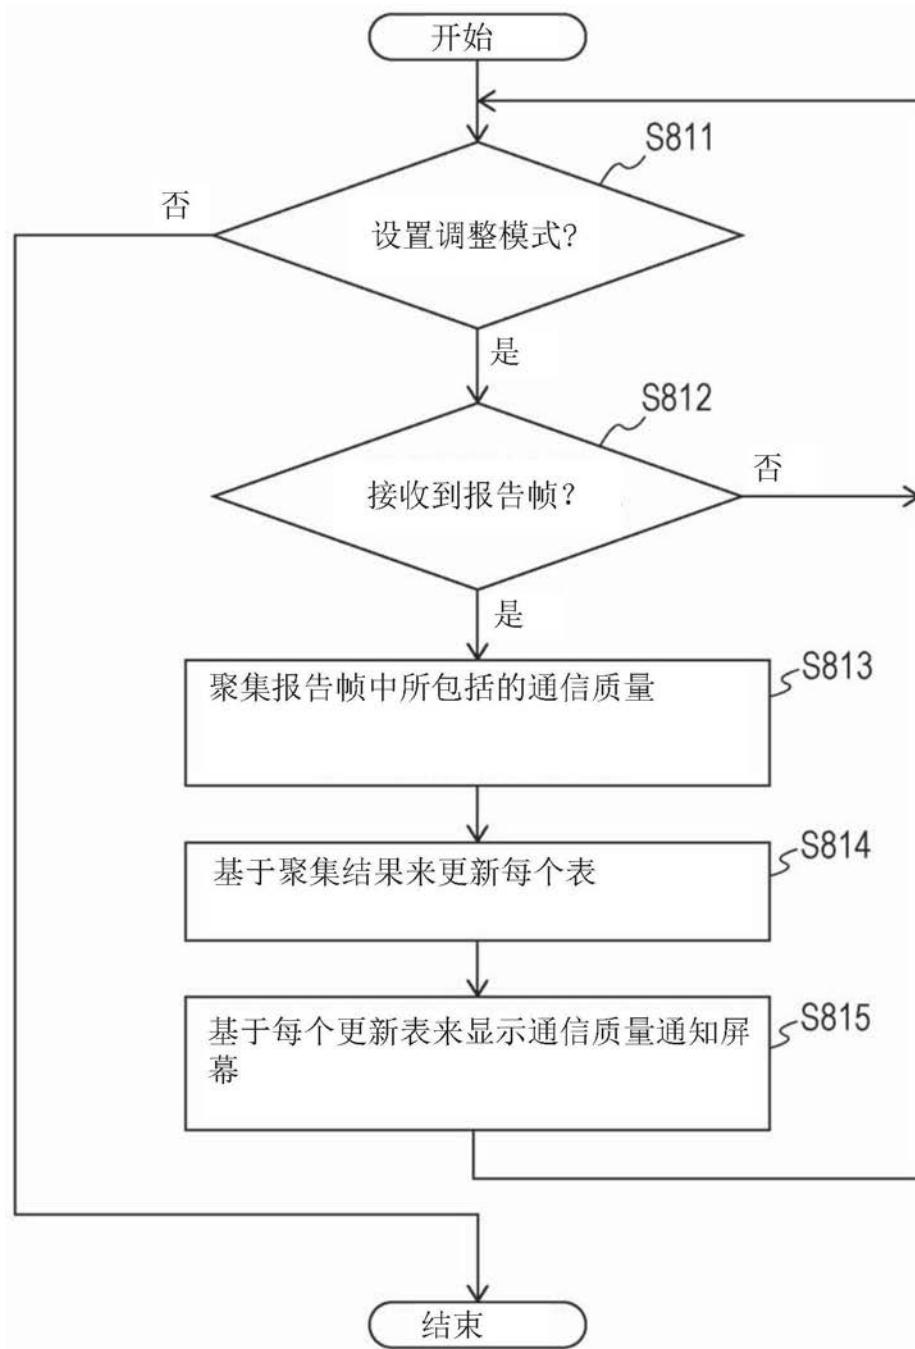 开始
S811
否
设置调整模式?
是
S812
否
接收到报告帧?
是
S813
聚集报告帧中所包括的通信质量
S814
基于聚集结果来更新每个表
S815
基于每个更新表来显示通信质量通知屏
幕
结束